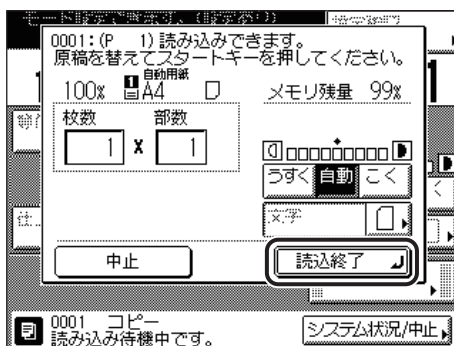 0001:(P 1)読み込みできます。
原稿を替えてスタートキーを押してください。
100% 1 自動用紙 A4 メモリ残量 99%
枚数 部数
1 x 1
うすく 自動 こく
文字
中止 読込終了
0001 コピー
読み込み待機中です。
システム状況/中止